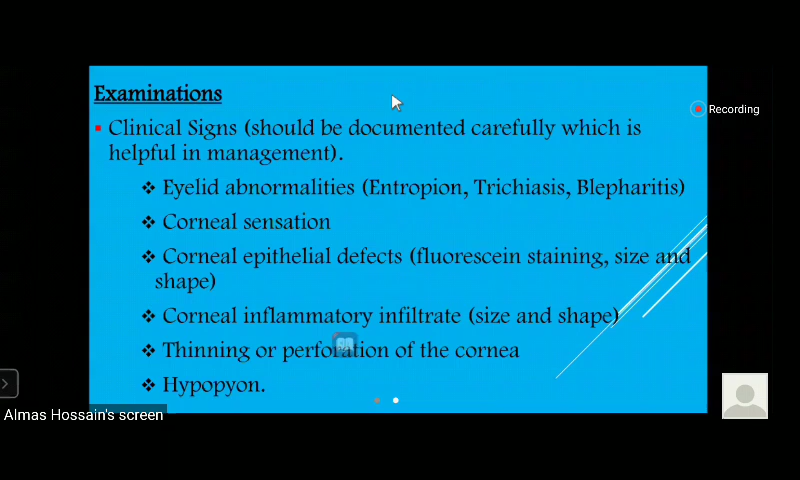 Examinations
Recording
Clinical Signs (should be documented carefully which is
helpful in management).
Eyelid abnormalities (Entropion, Trichiasis, Blepharitis)
Corneal sensation
Corneal epithelial defects (fluorescein staining, size and
shape)
Corneal inflammatory infiltrate (size and shape)
Thinning or perforation of the cornea
Hypopyon.
Almas Hossain's screen